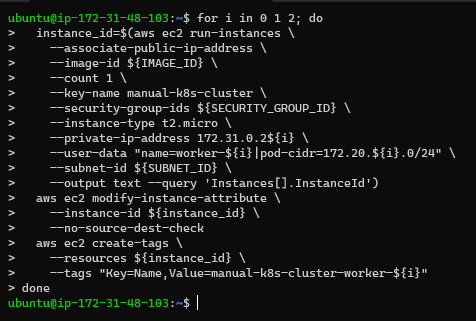 ubuntu@ip-172-31-48-103:~$ for i in 0 1 2; do
>   instance_id=$(aws ec2 run-instances \
>     --associate-public-ip-address \
>     --image-id ${IMAGE_ID} \
>     --count 1 \
>     --key-name manual-k8s-cluster \
>     --security-group-ids ${SECURITY_GROUP_ID} \
>     --instance-type t2.micro \
>     --private-ip-address 172.31.0.2${i} \
>     --user-data "name=worker-${i}|pod-cidr=172.20.${i}.0/24" \
>     --subnet-id ${SUBNET_ID} \
>     --output text --query 'Instances[].InstanceId')
>   aws ec2 modify-instance-attribute \
>     --instance-id ${instance_id} \
>     --no-source-dest-check
>   aws ec2 create-tags \
>     --resources ${instance_id} \
>     --tags "Key=Name,Value=manual-k8s-cluster-worker-${i}"
> done
ubuntu@ip-172-31-48-103:~$